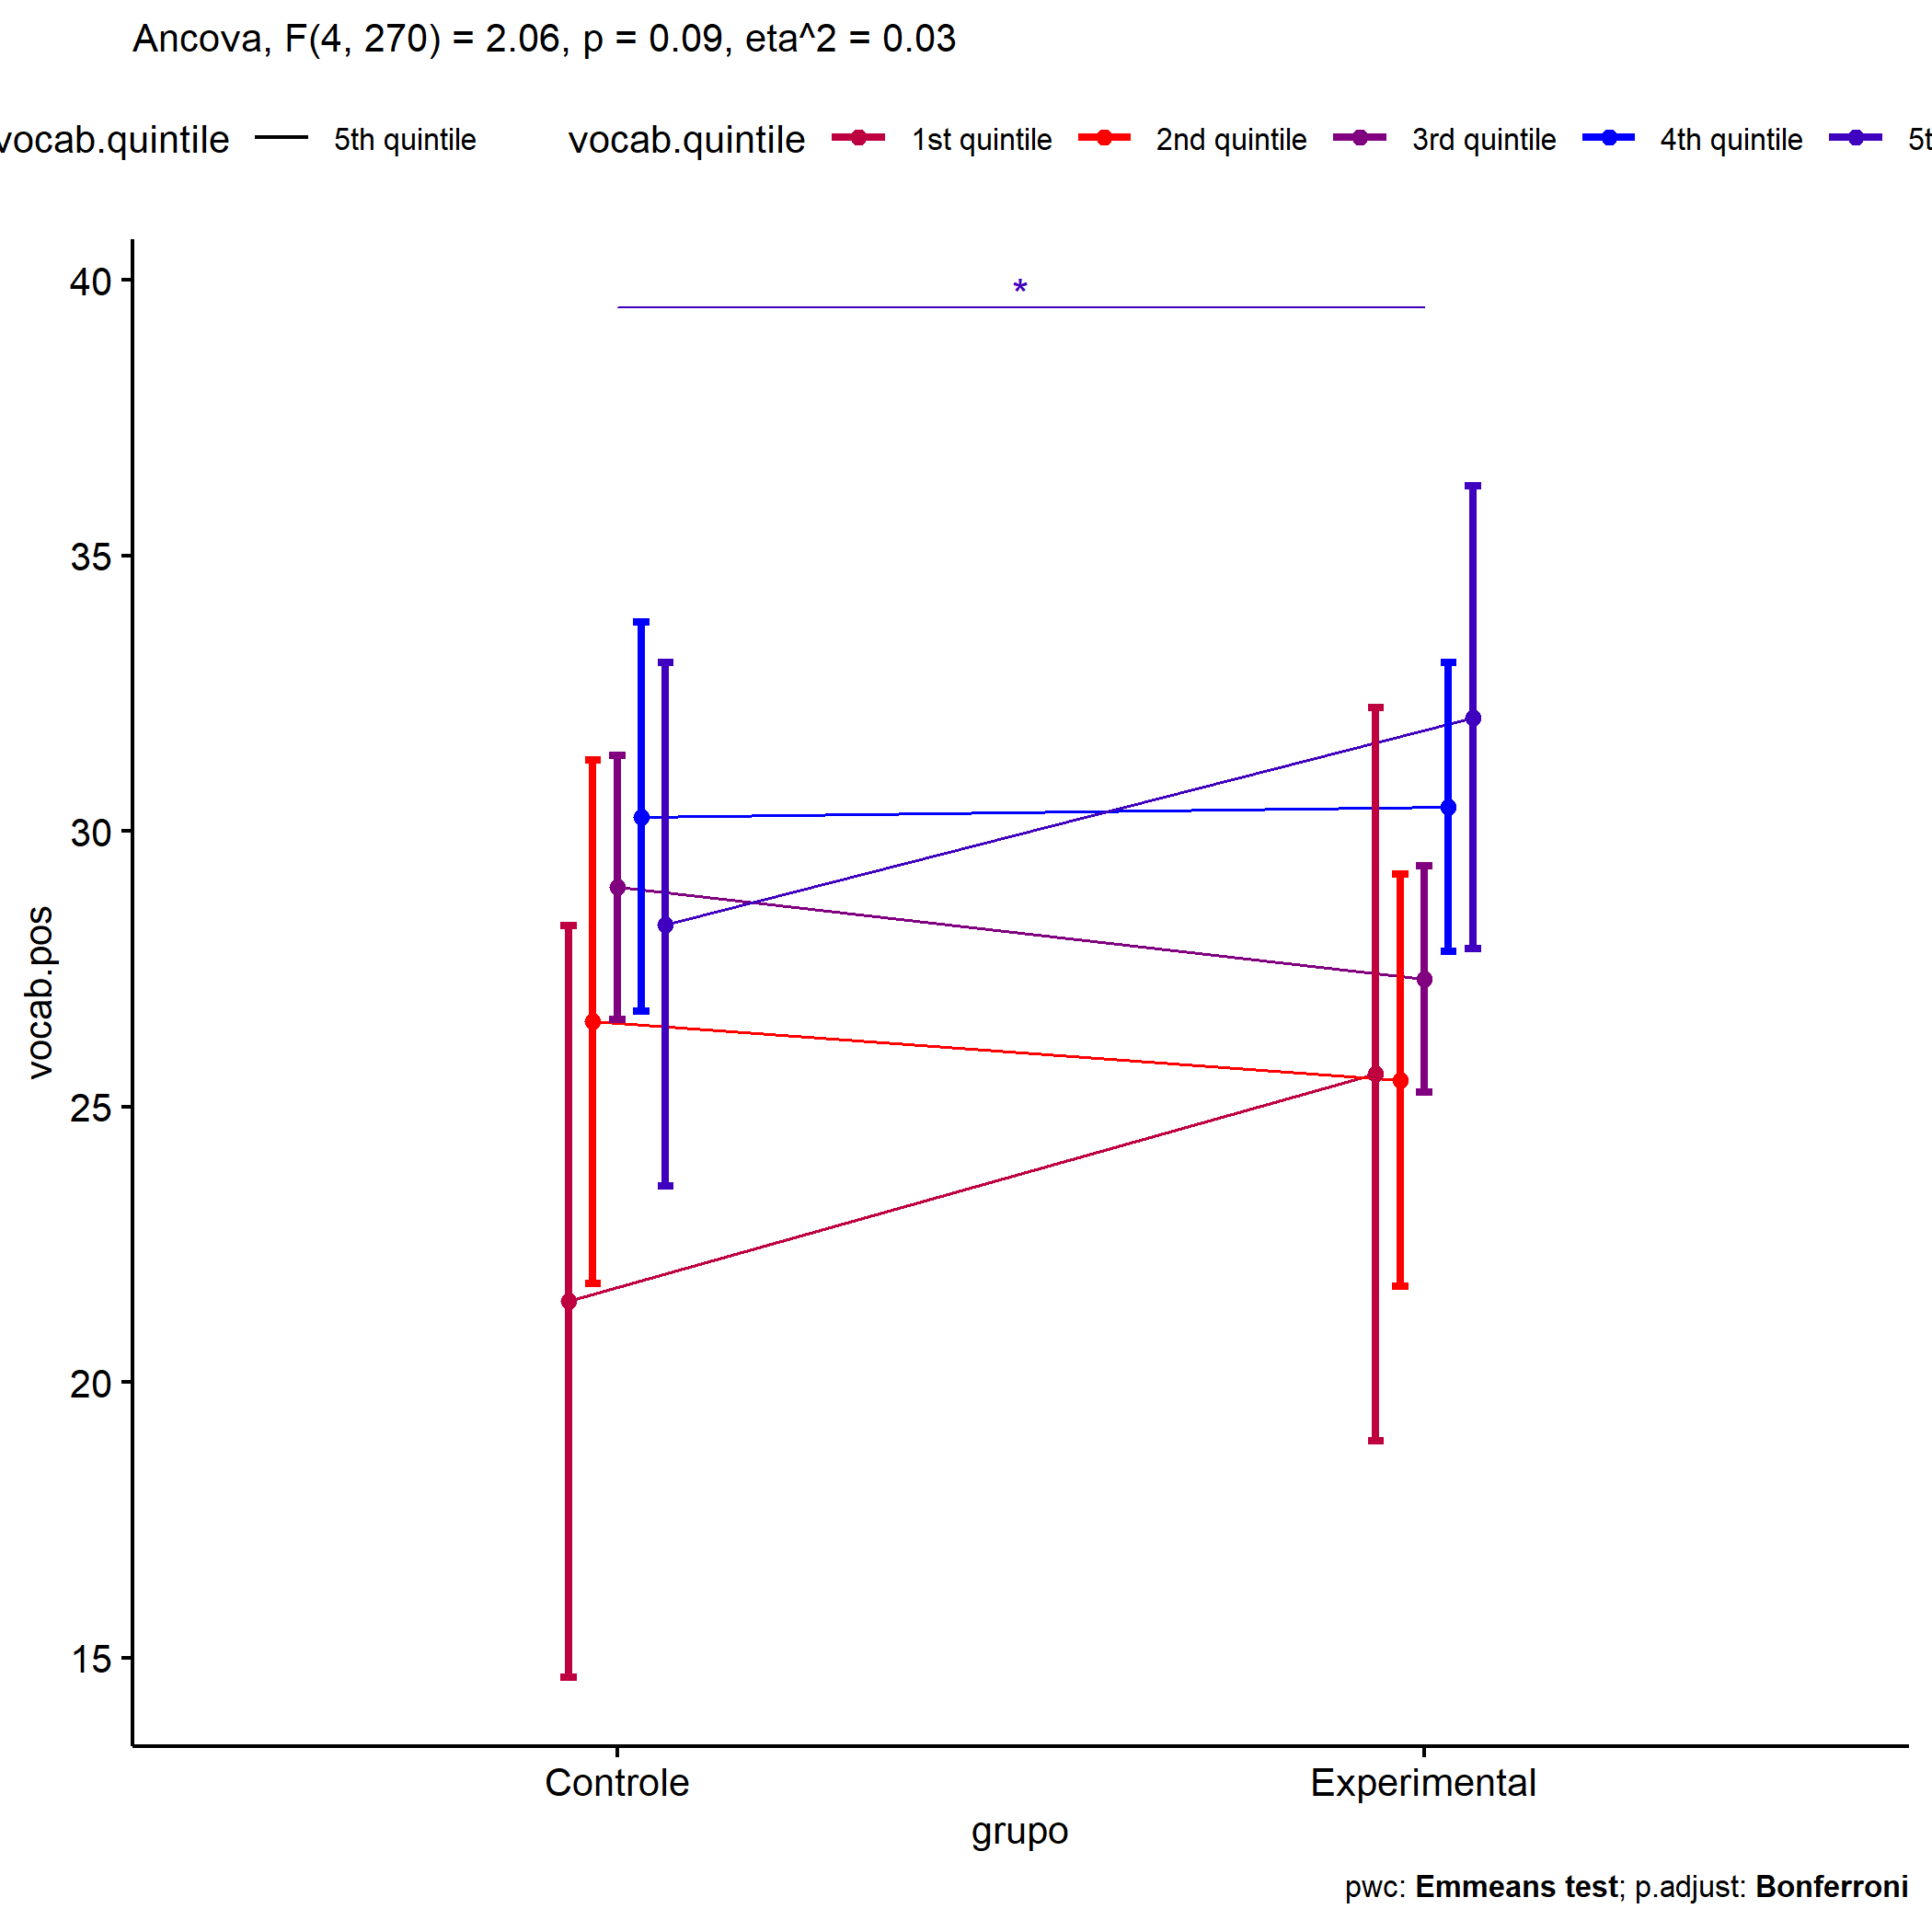 Ancova, F(4, 270) = 2.06, p = 0.09, eta^2 = 0.03
vocab.quintile 5th quintile vocab.quintile 1st quintile 2nd quintile 3rd quintile 4th quintile 5t
40
*
35
30
25
20
15
vocab.pos
Controle Experimental
grupo
pwc: Emmeans test; p.adjust: Bonferroni